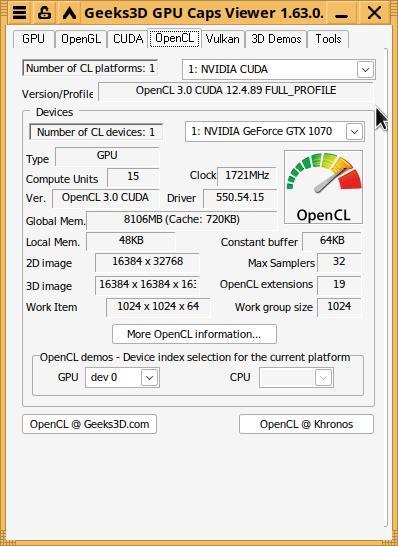 Geeks3D GPU Caps Viewer 1.63.0.
GPU OpenGL CUDA OpenCL Vulkan 3D Demos Tools
Number of CL platforms: 1 1: NVIDIA CUDA
Version/Profile OpenCL 3.0 CUDA 12.4.89 FULL_PROFILE
Devices
Number of CL devices: 1 1: NVIDIA GeForce GTX 1070
Type GPU
Compute Units 15 Clock 1721MHz
Ver. OpenCL 3.0 CUDA Driver 550.54.15
OpenCL
Global Mem. 8106MB (Cache: 720KB)
Local Mem. 48KB Constant buffer 64KB
2D image 16384 x 32768 Max Samplers 32
3D image 16384 x 16384 x 163 OpenCL extensions 19
Work Item 1024 x 1024 x 64 Work group size 1024
More OpenCL information...
OpenCL demos - Device index selection for the current platform
GPU dev 0 CPU
OpenCL @ Geeks3D.com OpenCL @ Khronos